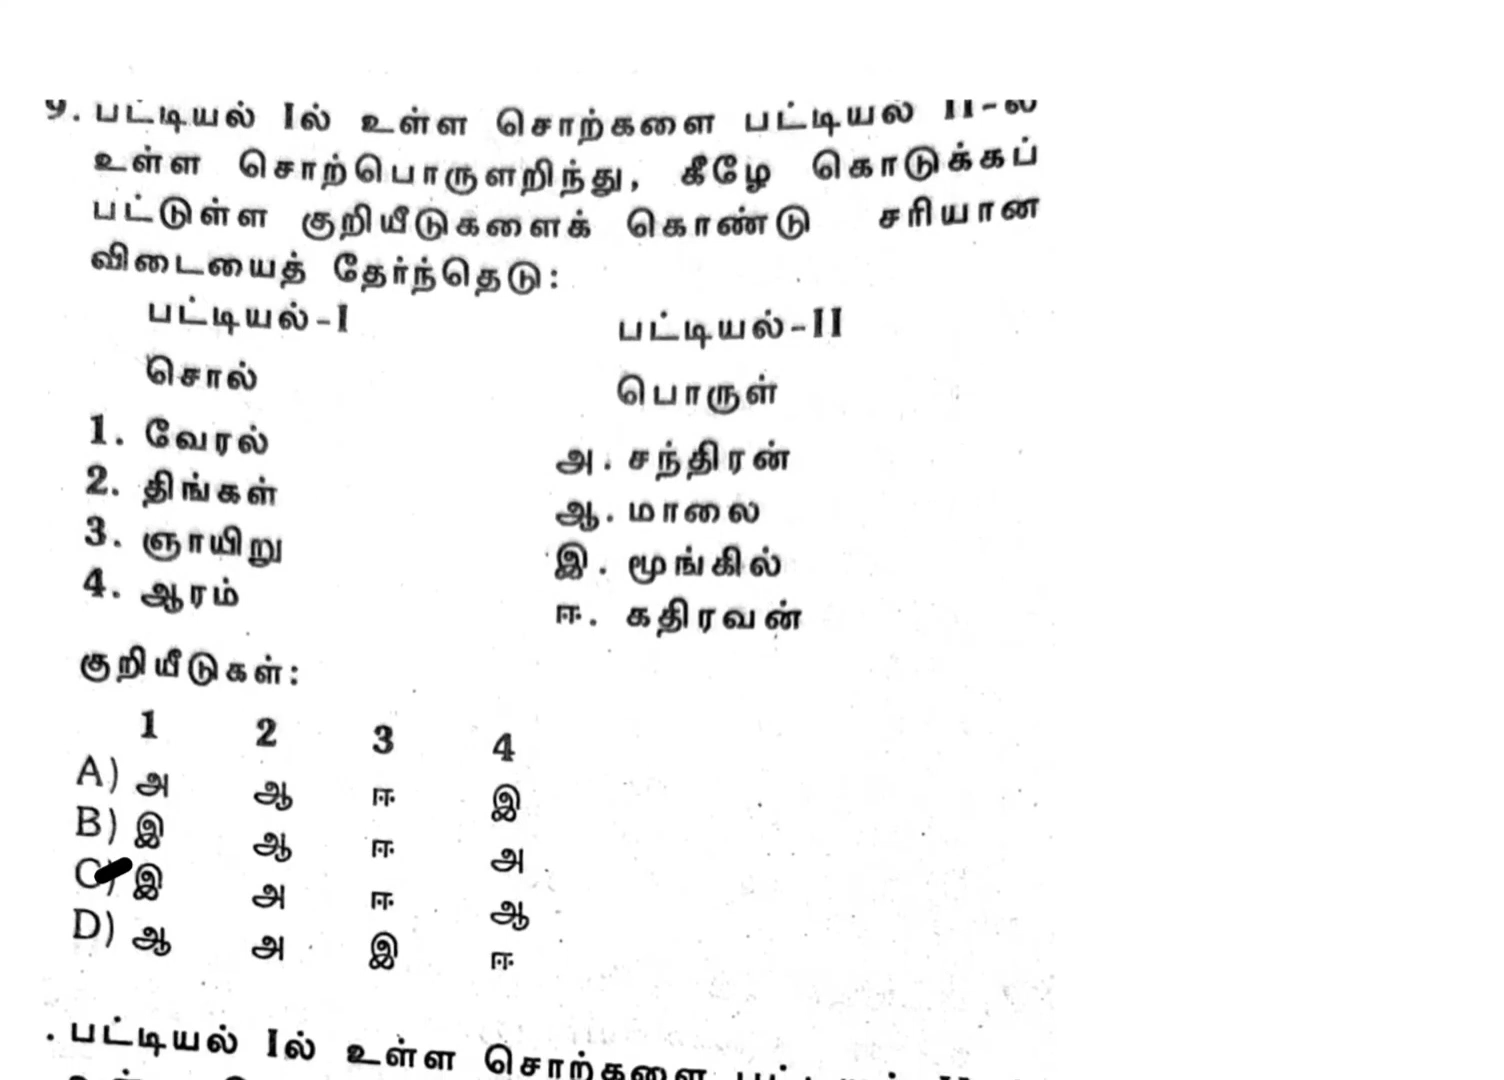 9. பட்டியல் Iல் உள்ள சொற்களை பட்டியல் II-ல்
உள்ள சொற்பொருளறிந்து, கீழே கொடுக்கப்
பட்டுள்ள குறியீடுகளைக் கொண்டு சரியான
விடையைத் தேர்ந்தெடு:
பட்டியல்-I பட்டியல்-II
சொல் பொருள்
1. வேரல் அ. சந்திரன்
2. திங்கள் ஆ. மாலை
3. ஞாயிறு இ. மூங்கில்
4. ஆரம் ஈ. கதிரவன்
குறியீடுகள்:
1 2 3 4
A) அ ஆ ஈ இ
B) இ ஆ ஈ அ
C) இ அ ஈ ஆ
D) ஆ அ இ ஈ
. பட்டியல் Iல் உள்ள சொற்களை பட்டியல்